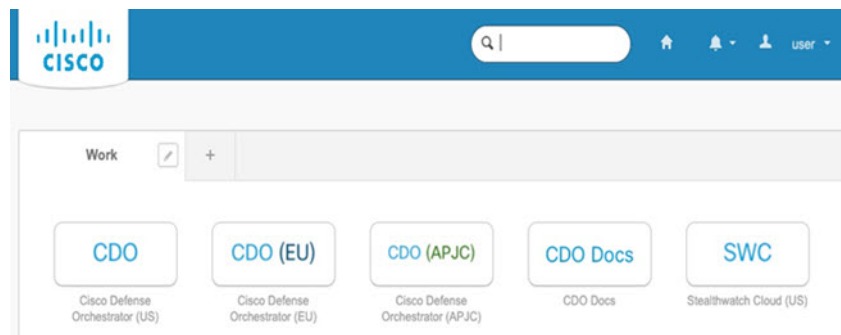 CISCO
user
Work
+
CDO
CDO (EU)
CDO (APJC)
CDO Docs
SWC
Cisco Defense
Orchestrator (US)
Cisco Defense
Orchestrator (EU)
Cisco Defense
Orchestrator (APJC)
CDO Docs
Stealthwatch Cloud (US)